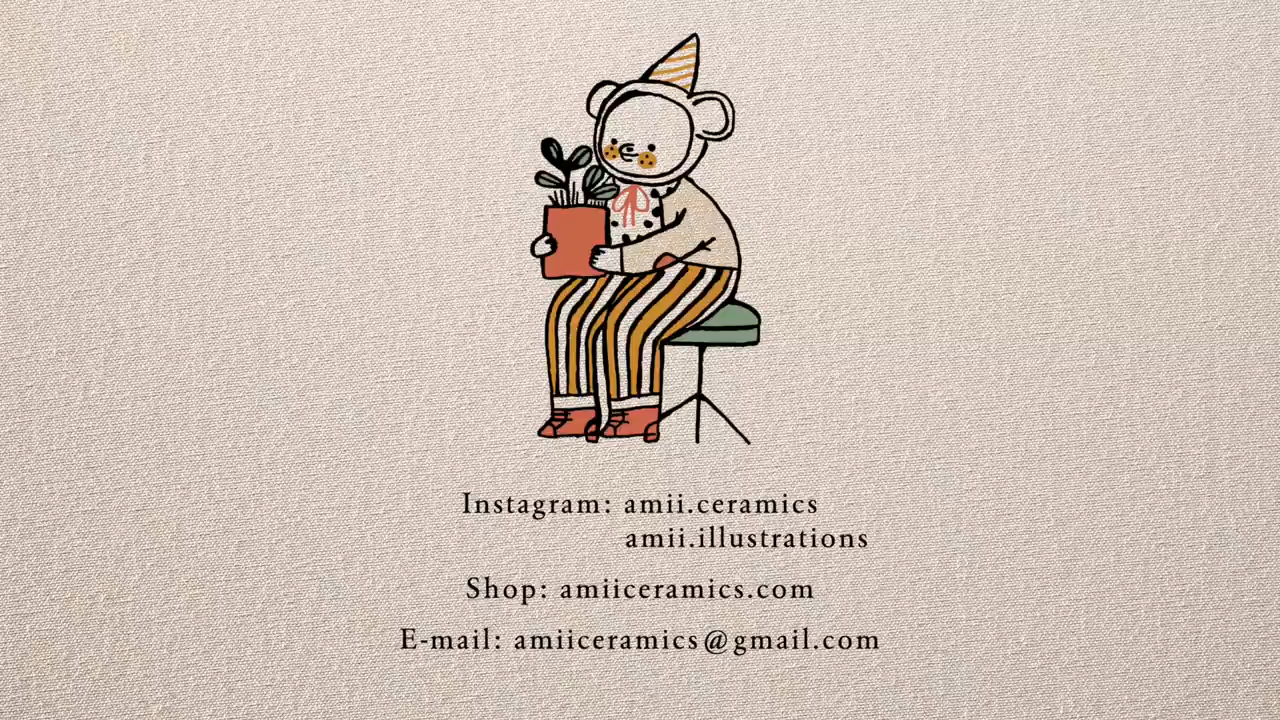 Instagram: amii.ceramics
amii.illustrations
Shop: amiiceramics.com
E-mail: amiiceramics@gmail.com